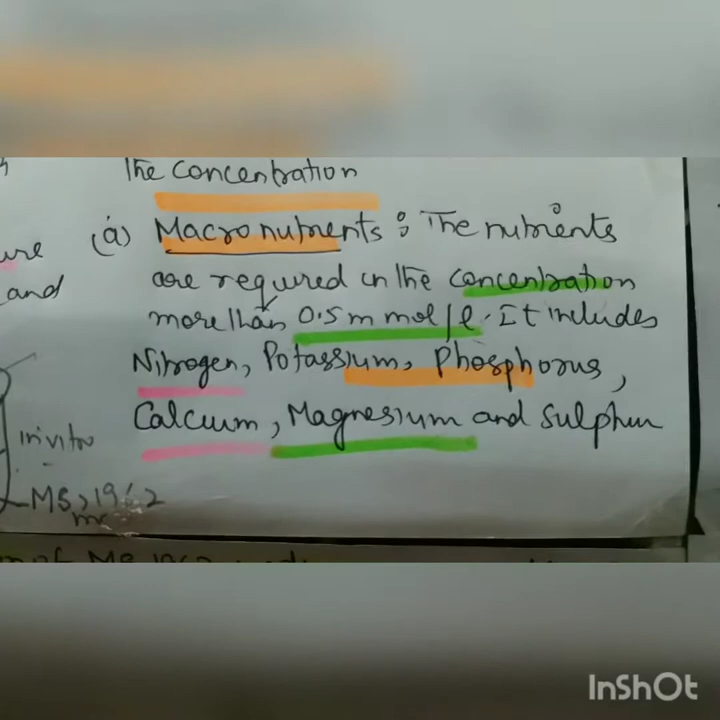 The concentration
(a) Macronutrients : The nutrients
are required in the concentration
more than 0.5 m mol/l. It includes
Nitrogen, Potassium, Phosphorus,
Calcium, Magnesium and Sulphur
and
Invitro
MS, 1962
InShOt